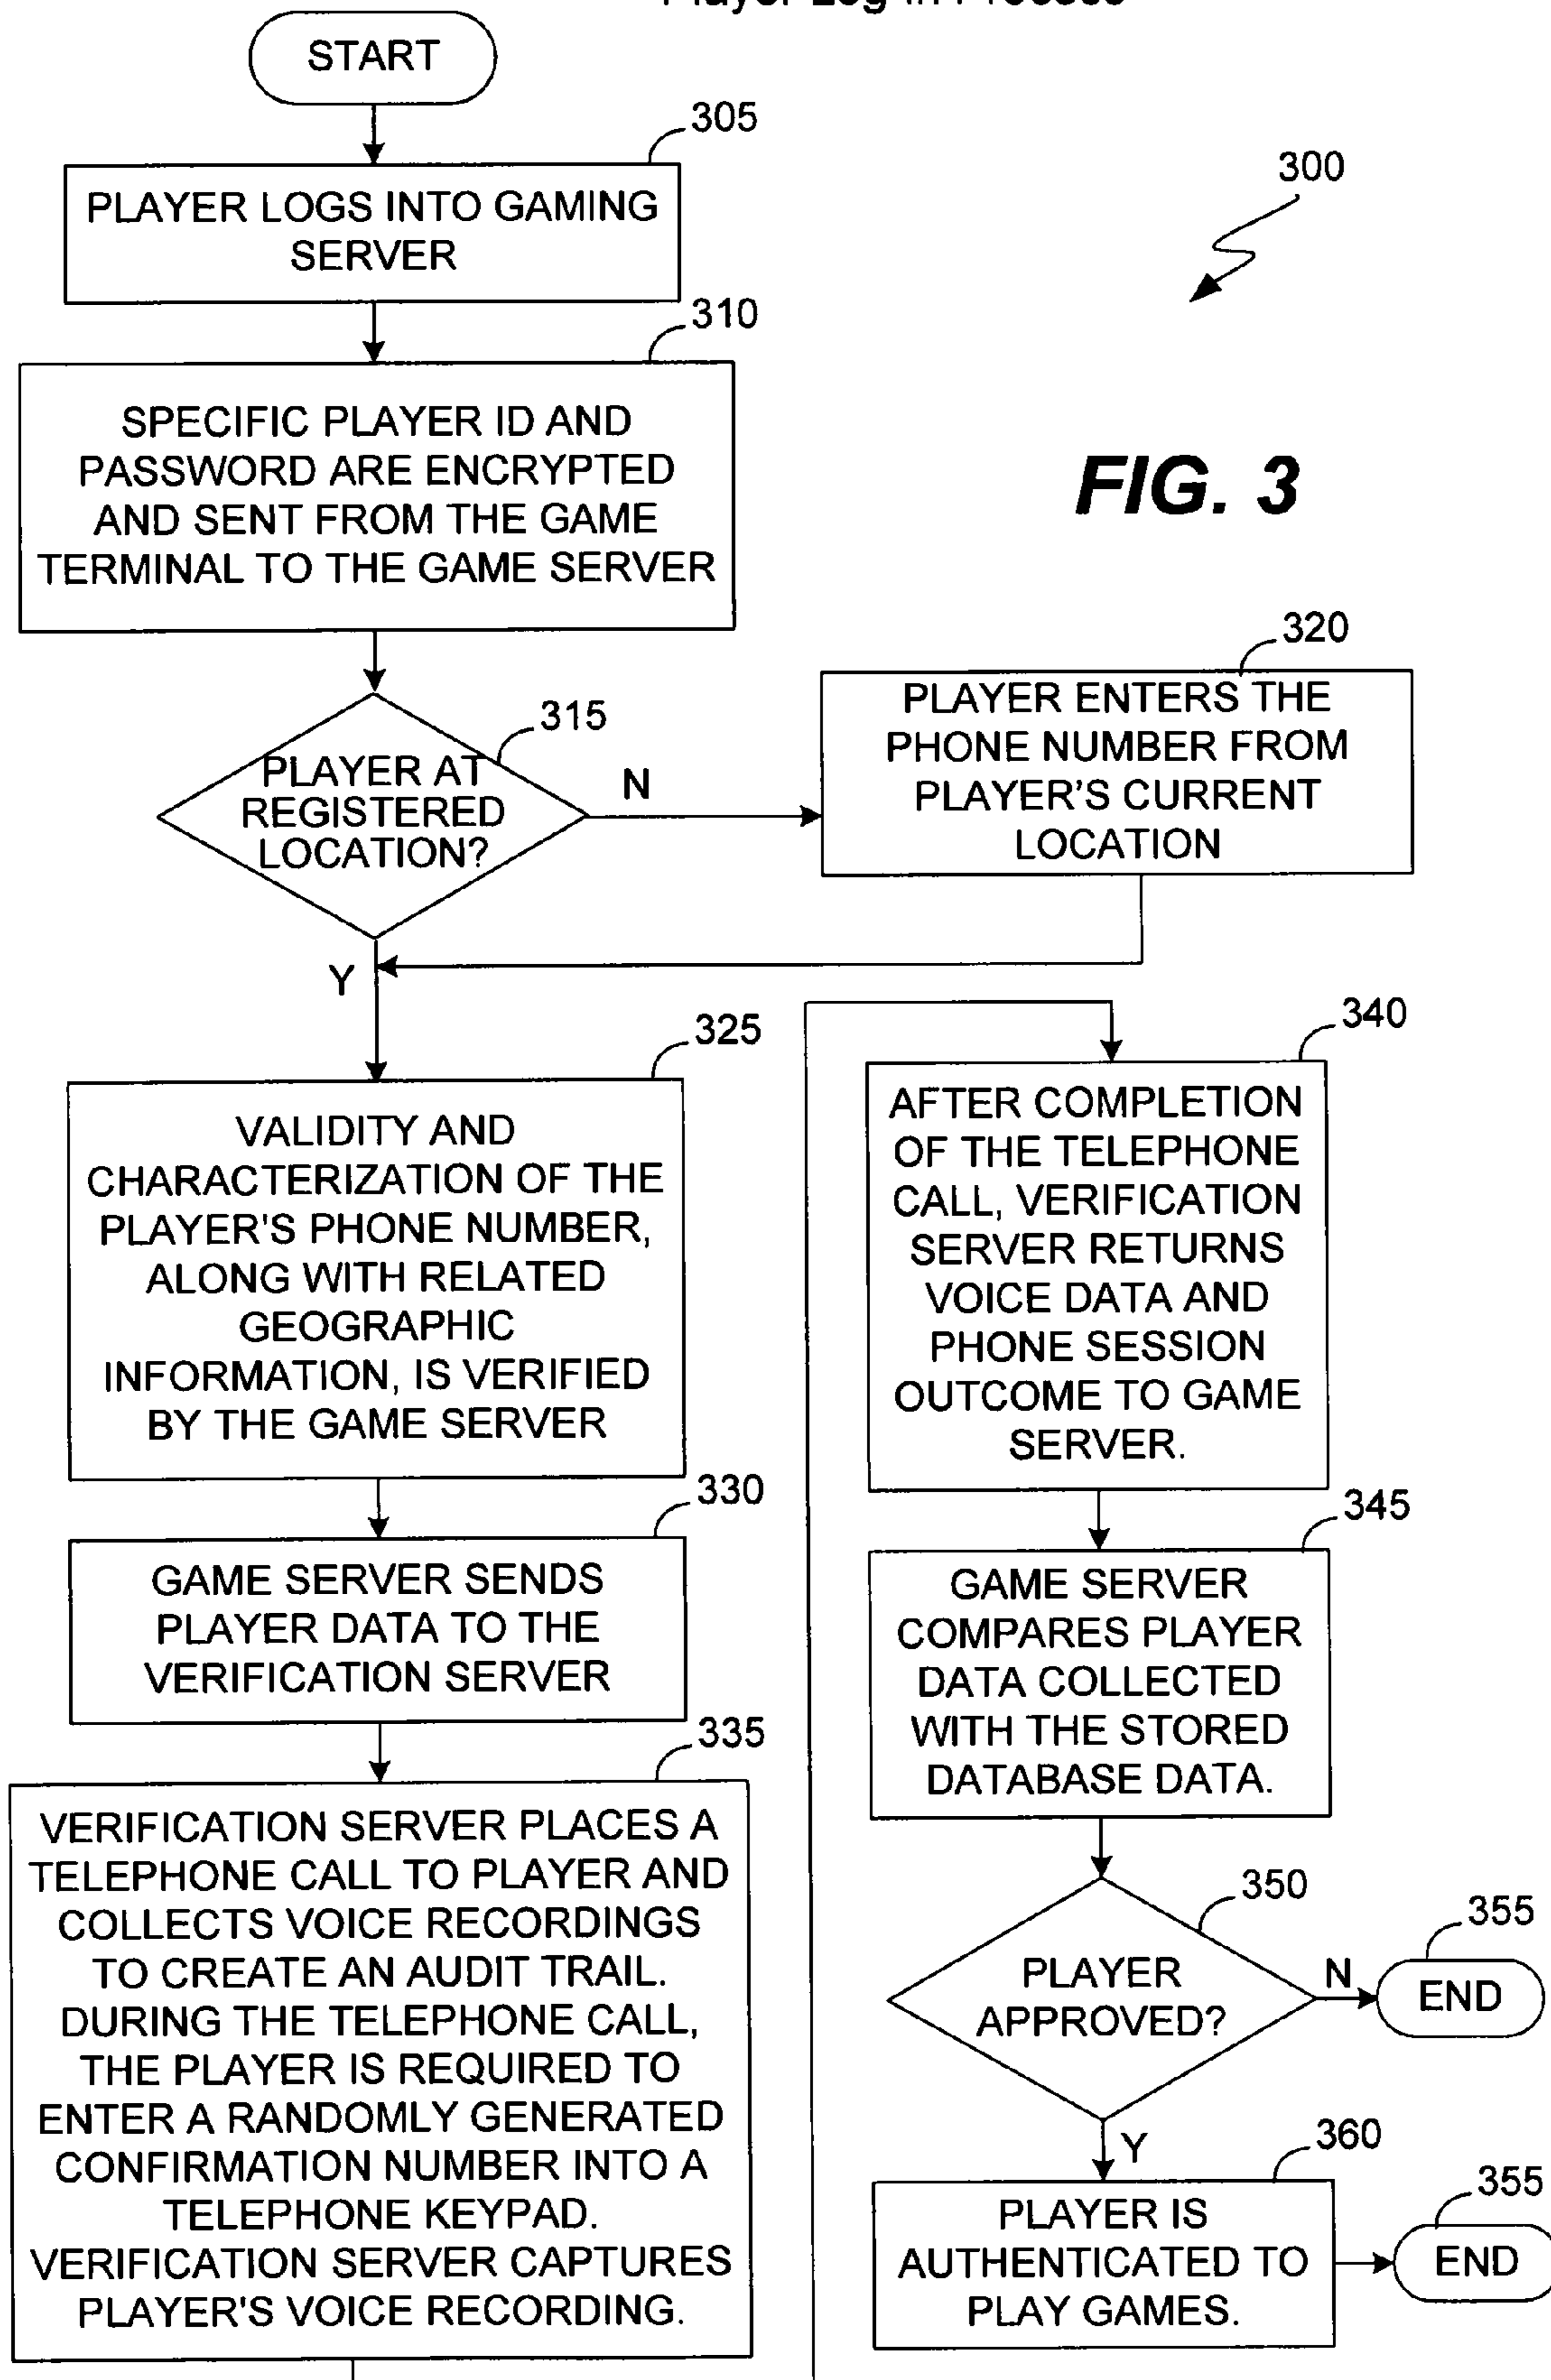 Player Log In Process
START
305
PLAYER LOGS INTO GAMING
SERVER
300
310
SPECIFIC PLAYER ID AND
PASSWORD ARE ENCRYPTED
AND SENT FROM THE GAME
TERMINAL TO THE GAME SERVER
FIG. 3
315
PLAYER AT
REGISTERED
LOCATION?
N
320
PLAYER ENTERS THE
PHONE NUMBER FROM
PLAYER'S CURRENT
LOCATION
Y
325
VALIDITY AND
CHARACTERIZATION OF THE
PLAYER'S PHONE NUMBER,
ALONG WITH RELATED
GEOGRAPHIC
INFORMATION, IS VERIFIED
BY THE GAME SERVER
330
GAME SERVER SENDS
PLAYER DATA TO THE
VERIFICATION SERVER
335
VERIFICATION SERVER PLACES A
TELEPHONE CALL TO PLAYER AND
COLLECTS VOICE RECORDINGS
TO CREATE AN AUDIT TRAIL.
DURING THE TELEPHONE CALL,
THE PLAYER IS REQUIRED TO
ENTER A RANDOMLY GENERATED
CONFIRMATION NUMBER INTO A
TELEPHONE KEYPAD.
VERIFICATION SERVER CAPTURES
PLAYER'S VOICE RECORDING.
340
AFTER COMPLETION
OF THE TELEPHONE
CALL, VERIFICATION
SERVER RETURNS
VOICE DATA AND
PHONE SESSION
OUTCOME TO GAME
SERVER.
345
GAME SERVER
COMPARES PLAYER
DATA COLLECTED
WITH THE STORED
DATABASE DATA.
350
PLAYER
APPROVED?
N
355
END
Y
360
PLAYER IS
AUTHENTICATED TO
PLAY GAMES.
355
END